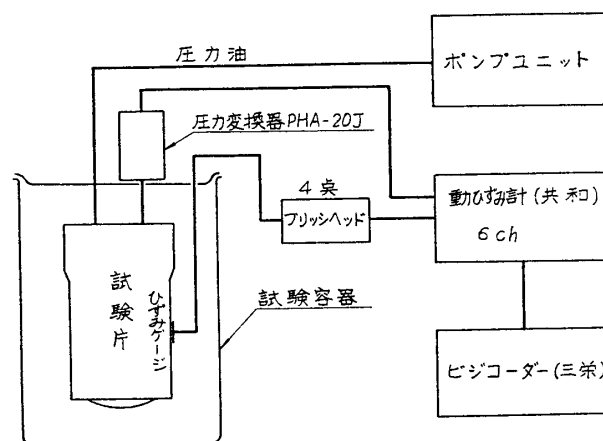 圧力油
ポンプユニット
圧力変換器PHA-20J
4点
ブリッジヘッド
動ひずみ計(共和)
6ch
試験片
ひずみゲージ
試験容器
ビジコーダー(三栄)